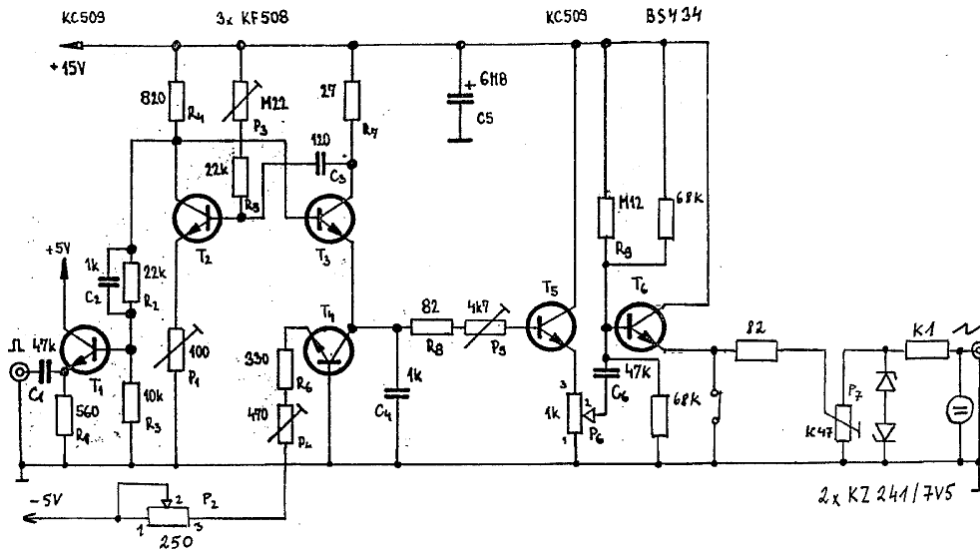 KC509
3x KF508
KC509
BSY34
+15V
820
R4
M22
P3
27
R7
6M8
+
C5
120
C3
22k
R5
T2
T3
M12
R9
68K
+5V
1k
C2
22k
R2
T4
T5
T6
82
R8
4k7
P5
82
K1
47k
C1
T1
100
P1
330
R6
1k
C4
47K
C6
P7
560
R1
10k
R3
470
P4
3
1k
2
1
P6
68K
K47
-5V
2
P2
1
3
250
2x KZ 241/7V5